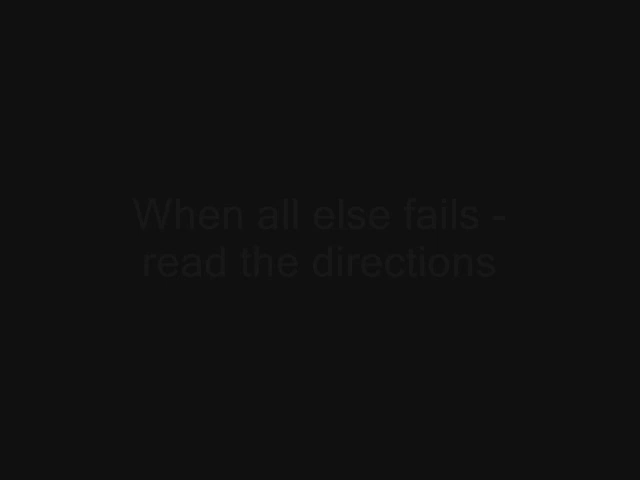 When all else fails -
read the directions